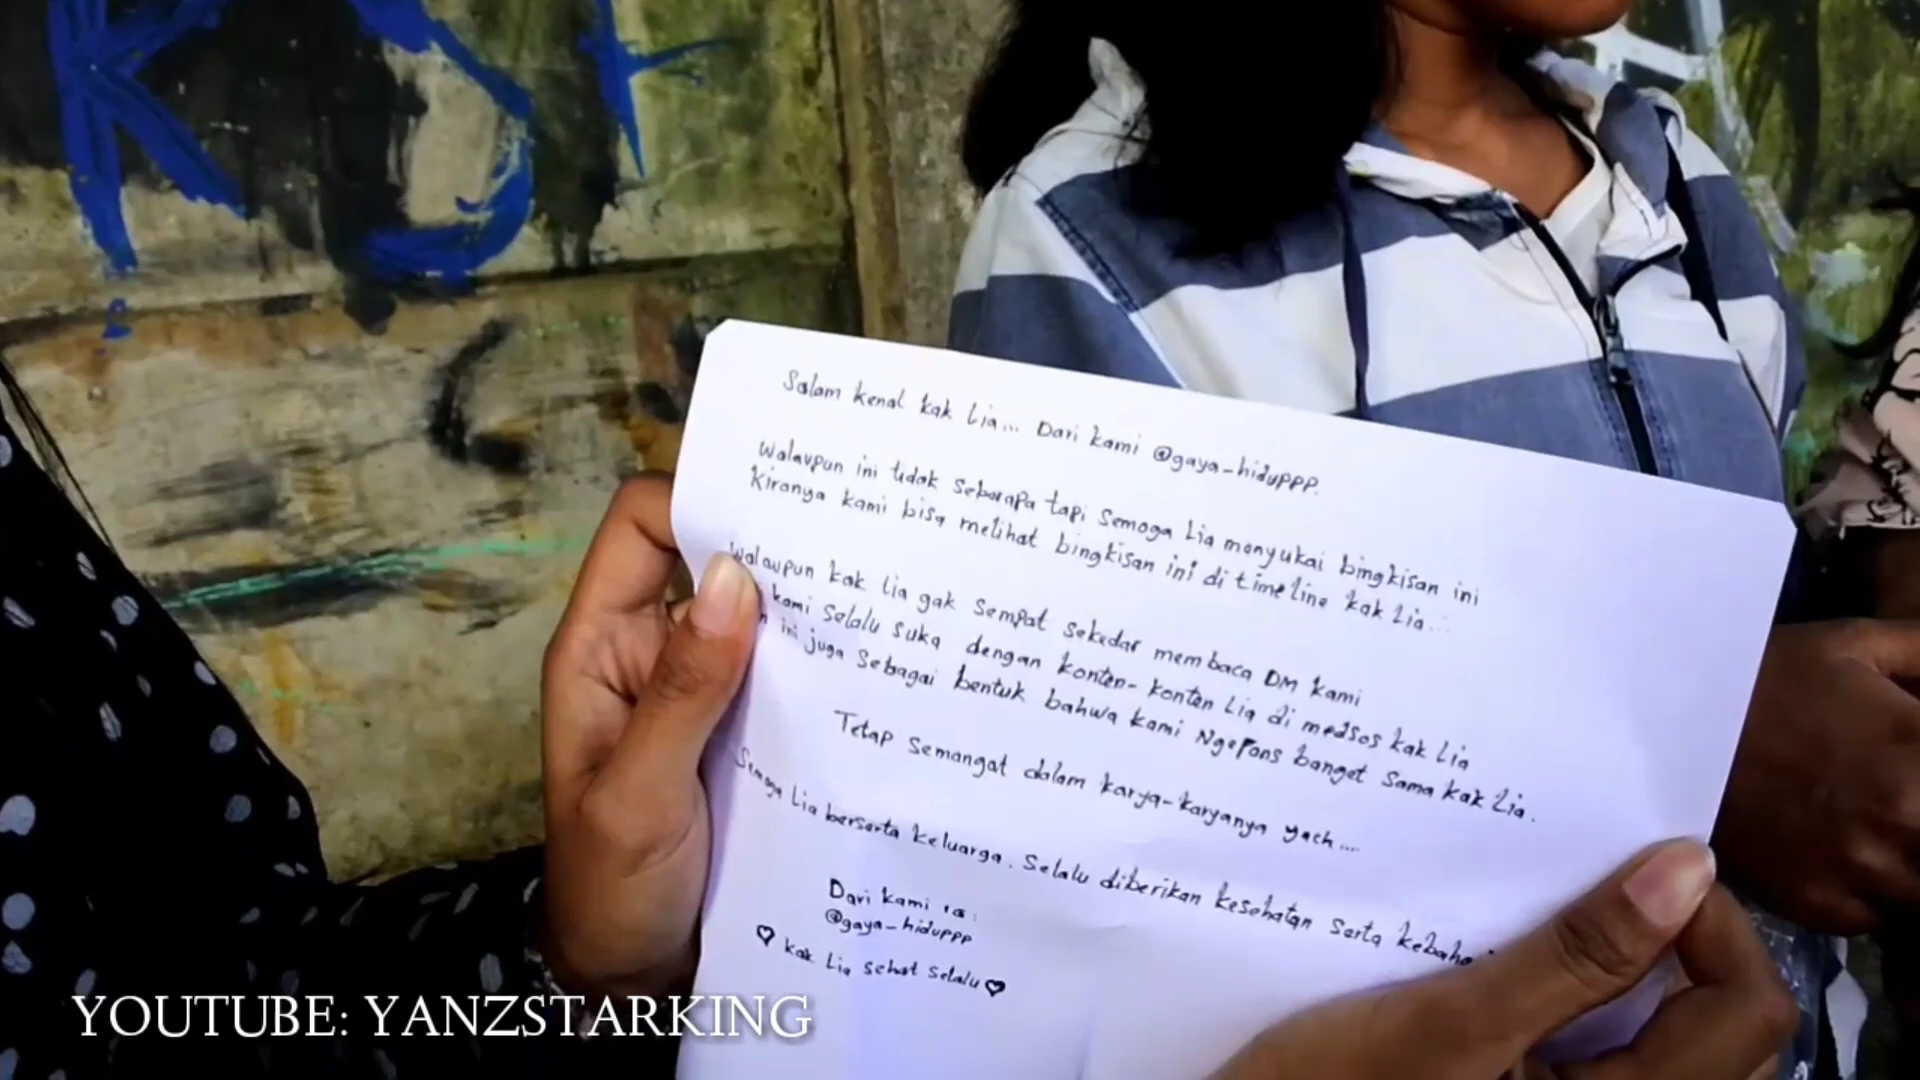 Salam kenal kak Lia... Dari kami @gaya-hiduppp.
Walaupun ini tidak seberapa tapi semoga Lia menyukai bingkisan ini
Kiranya kami bisa melihat bingkisan ini di timeline kak Lia...
Walaupun kak Lia gak sempat sekedar membaca DM kami
kami selalu suka dengan konten-konten Lia di medsos kak Lia
ini juga sebagai bentuk bahwa kami Ngefans banget sama kak Lia.
Tetap semangat dalam karya-karyanya yach....
Semoga Lia berserta keluarga. Selalu diberikan kesehatan serta
Dari kami
@gaya-hiduppp
♡ kak Lia sehat selalu ♡
YOUTUBE: YANZSTARKING